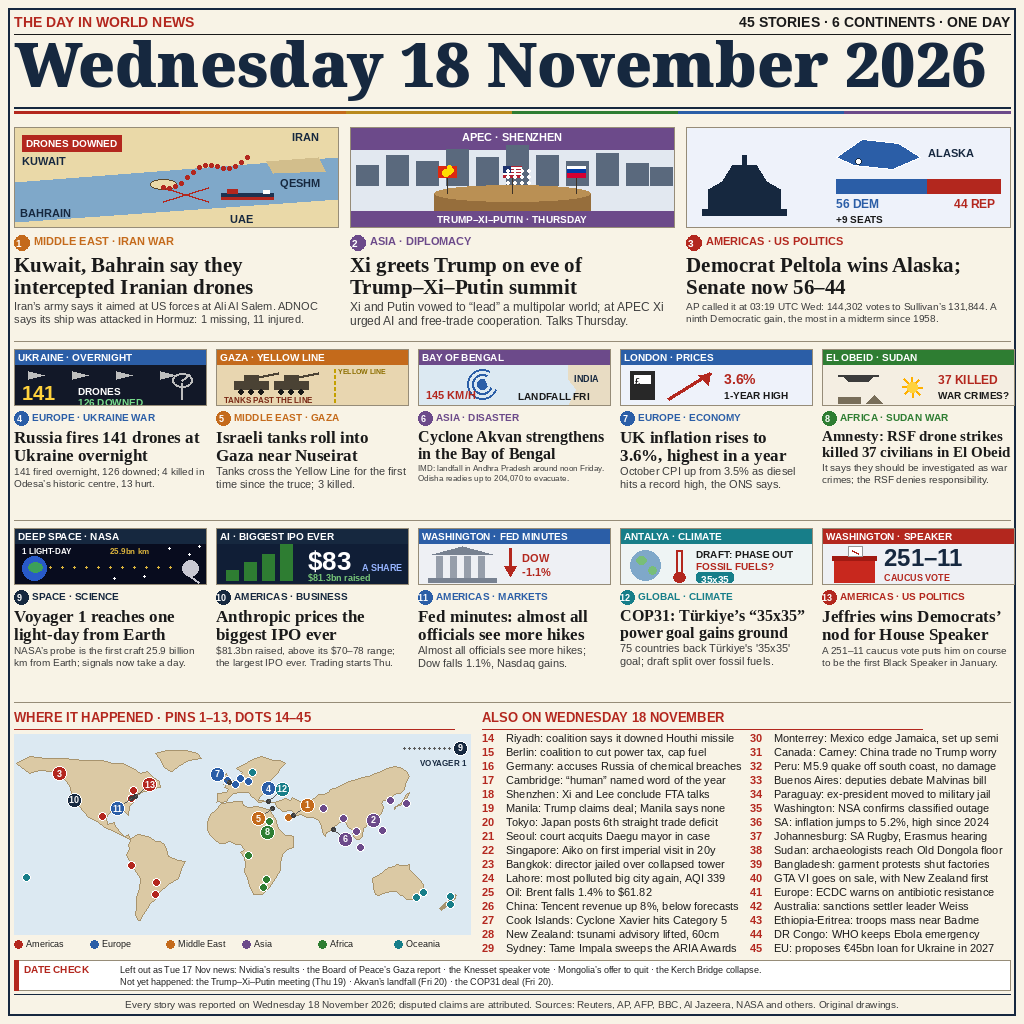 THE DAY IN WORLD NEWS
45 STORIES · 6 CONTINENTS · ONE DAY
Wednesday 18 November 2026
DRONES DOWNED
IRAN
KUWAIT
QESHM
BAHRAIN
UAE
APEC · SHENZHEN
TRUMP–XI–PUTIN · THURSDAY
ALASKA
56 DEM
44 REP
+9 SEATS
1 MIDDLE EAST · IRAN WAR
Kuwait, Bahrain say they
intercepted Iranian drones
Iran's army says it aimed at US forces at Ali Al Salem. ADNOC
says its ship was attacked in Hormuz: 1 missing, 11 injured.
2 ASIA · DIPLOMACY
Xi greets Trump on eve of
Trump–Xi–Putin summit
Xi and Putin vowed to “lead” a multipolar world; at APEC Xi
urged AI and free-trade cooperation. Talks Thursday.
3 AMERICAS · US POLITICS
Democrat Peltola wins Alaska;
Senate now 56–44
AP called it at 03:19 UTC Wed: 144,302 votes to Sullivan's 131,844. A
ninth Democratic gain, the most in a midterm since 1958.
UKRAINE · OVERNIGHT
141
DRONES
126 DOWNED
4 EUROPE · UKRAINE WAR
Russia fires 141 drones at
Ukraine overnight
141 fired overnight, 126 downed; 4 killed in
Odesa's historic centre, 13 hurt.
GAZA · YELLOW LINE
YELLOW LINE
TANKS PAST THE LINE
5 MIDDLE EAST · GAZA
Israeli tanks roll into
Gaza near Nuseirat
Tanks cross the Yellow Line for the first
time since the truce; 3 killed.
BAY OF BENGAL
INDIA
145 KM/H
LANDFALL FRI
6 ASIA · DISASTER
Cyclone Akvan strengthens
in the Bay of Bengal
IMD: landfall in Andhra Pradesh around noon Friday.
Odisha readies up to 204,070 to evacuate.
LONDON · PRICES
£
3.6%
1-YEAR HIGH
7 EUROPE · ECONOMY
UK inflation rises to
3.6%, highest in a year
October CPI up from 3.5% as diesel
hits a record high, the ONS says.
EL OBEID · SUDAN
37 KILLED
WAR CRIMES?
8 AFRICA · SUDAN WAR
Amnesty: RSF drone strikes
killed 37 civilians in El Obeid
It says they should be investigated as war
crimes; the RSF denies responsibility.
DEEP SPACE · NASA
1 LIGHT-DAY
25.9bn km
9 SPACE · SCIENCE
Voyager 1 reaches one
light-day from Earth
NASA's probe is the first craft 25.9 billion
km from Earth; signals now take a day.
AI · BIGGEST IPO EVER
$83
A SHARE
$81.3bn raised
10 AMERICAS · BUSINESS
Anthropic prices the
biggest IPO ever
$81.3bn raised, above its $70–78 range;
the largest IPO ever. Trading starts Thu.
WASHINGTON · FED MINUTES
DOW
-1.1%
11 AMERICAS · MARKETS
Fed minutes: almost all
officials see more hikes
Almost all officials see more hikes;
Dow falls 1.1%, Nasdaq gains.
ANTALYA · CLIMATE
DRAFT: PHASE OUT
FOSSIL FUELS?
35x35
12 GLOBAL · CLIMATE
COP31: Türkiye’s “35x35”
power goal gains ground
75 countries back Türkiye's '35x35'
goal; draft split over fossil fuels.
WASHINGTON · SPEAKER
251–11
CAUCUS VOTE
13 AMERICAS · US POLITICS
Jeffries wins Democrats’
nod for House Speaker
A 251–11 caucus vote puts him on course
to be the first Black Speaker in January.
WHERE IT HAPPENED · PINS 1–13, DOTS 14–45
9
VOYAGER 1
3
13
10
11
7
4
12
1
5
8
2
6
Americas
Europe
Middle East
Asia
Africa
Oceania
ALSO ON WEDNESDAY 18 NOVEMBER
14 Riyadh: coalition says it downed Houthi missile
15 Berlin: coalition to cut power tax, cap fuel
16 Germany: accuses Russia of chemical breaches
17 Cambridge: “human” named word of the year
18 Shenzhen: Xi and Lee conclude FTA talks
19 Manila: Trump claims deal; Manila says none
20 Tokyo: Japan posts 6th straight trade deficit
21 Seoul: court acquits Daegu mayor in case
22 Singapore: Aiko on first imperial visit in 20y
23 Bangkok: director jailed over collapsed tower
24 Lahore: most polluted big city again, AQI 339
25 Oil: Brent falls 1.4% to $61.82
26 China: Tencent revenue up 8%, below forecasts
27 Cook Islands: Cyclone Xavier hits Category 5
28 New Zealand: tsunami advisory lifted, 60cm
29 Sydney: Tame Impala sweeps the ARIA Awards
30 Monterrey: Mexico edge Jamaica, set up semi
31 Canada: Carney: China trade no Trump worry
32 Peru: M5.9 quake off south coast, no damage
33 Buenos Aires: deputies debate Malvinas bill
34 Paraguay: ex-president moved to military jail
35 Washington: NSA confirms classified outage
36 SA: inflation jumps to 5.2%, high since 2024
37 Johannesburg: SA Rugby, Erasmus hearing
38 Sudan: archaeologists reach Old Dongola floor
39 Bangladesh: garment protests shut factories
40 GTA VI goes on sale, with New Zealand first
41 Europe: ECDC warns on antibiotic resistance
42 Australia: sanctions settler leader Weiss
43 Ethiopia-Eritrea: troops mass near Badme
44 DR Congo: WHO keeps Ebola emergency
45 EU: proposes €45bn loan for Ukraine in 2027
DATE CHECK
Left out as Tue 17 Nov news: Nvidia's results · the Board of Peace's Gaza report · the Knesset speaker vote · Mongolia's offer to quit · the Kerch Bridge collapse.
Not yet happened: the Trump–Xi–Putin meeting (Thu 19) · Akvan's landfall (Fri 20) · the COP31 deal (Fri 20).
Every story was reported on Wednesday 18 November 2026; disputed claims are attributed. Sources: Reuters, AP, AFP, BBC, Al Jazeera, NASA and others. Original drawings.